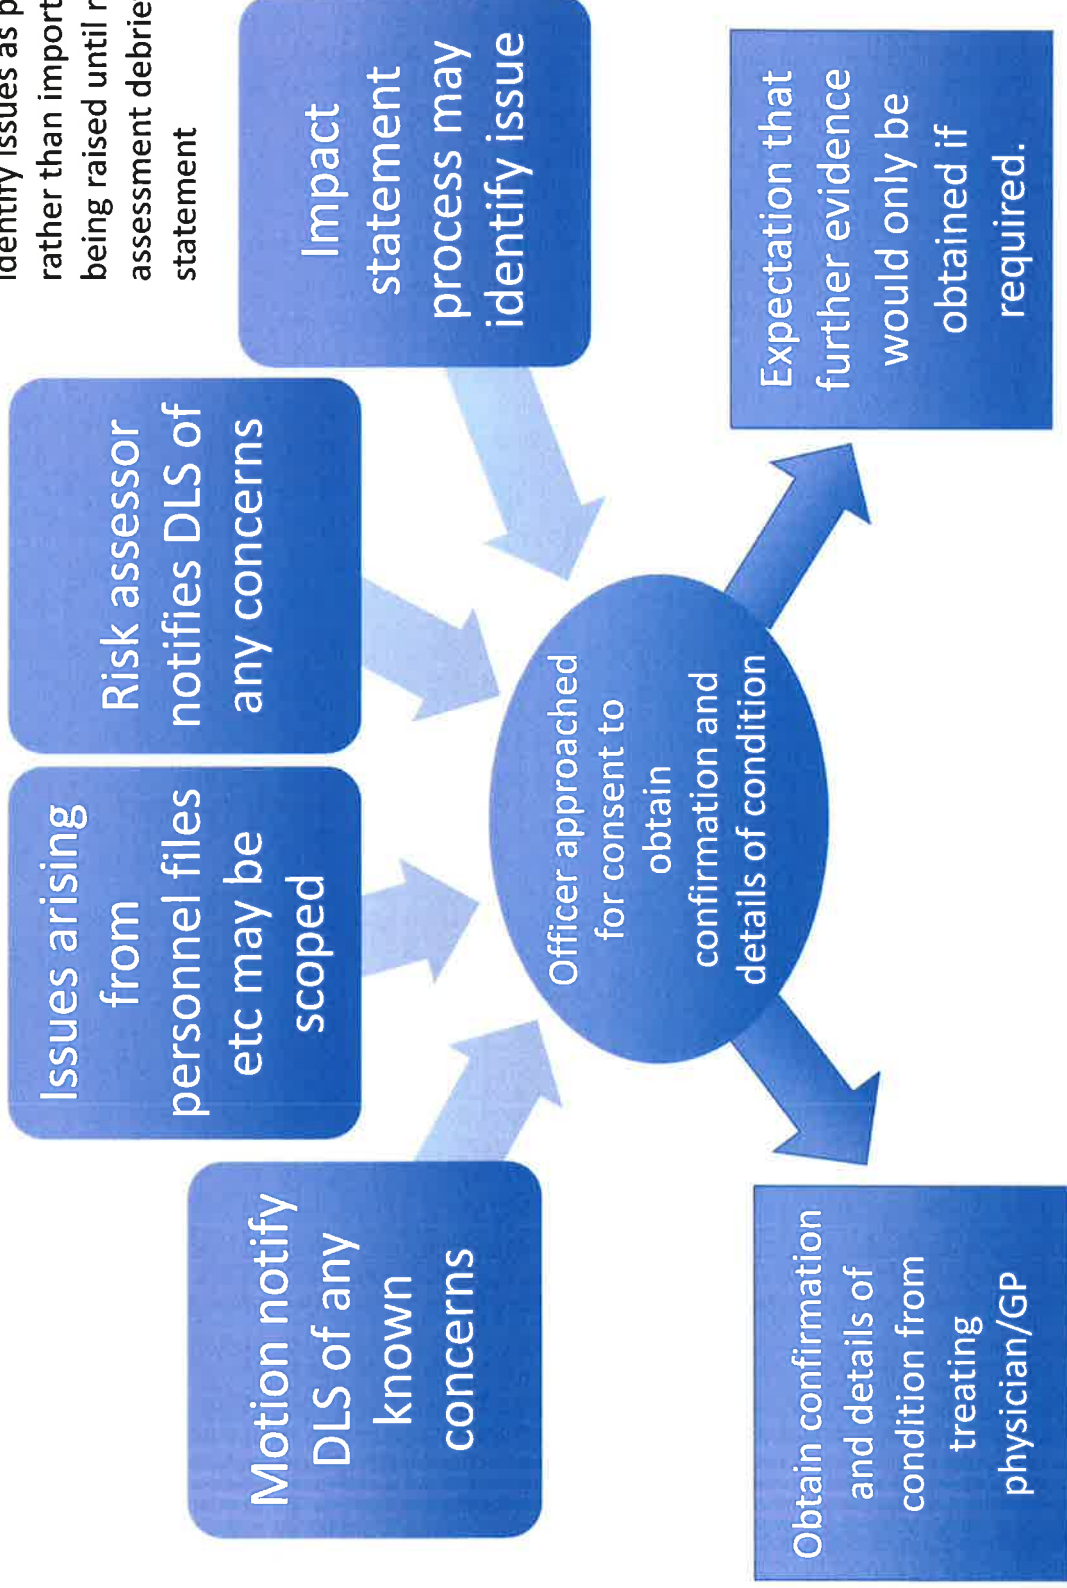 Issues arising
from
personnel files
etc may be
scoped
Risk assessor
notifies DLS of
any concerns
Identify issues as p
rather than import
being raised until r
assessment debrie
statement
Motion notify
DLS of any
known
concerns
Impact
statement
process may
identify issue
Officer approached
for consent to
obtain
confirmation and
details of condition
Obtain confirmation
and details of
condition from
treating
physician/GP
Expectation that
further evidence
would only be
obtained if
required.